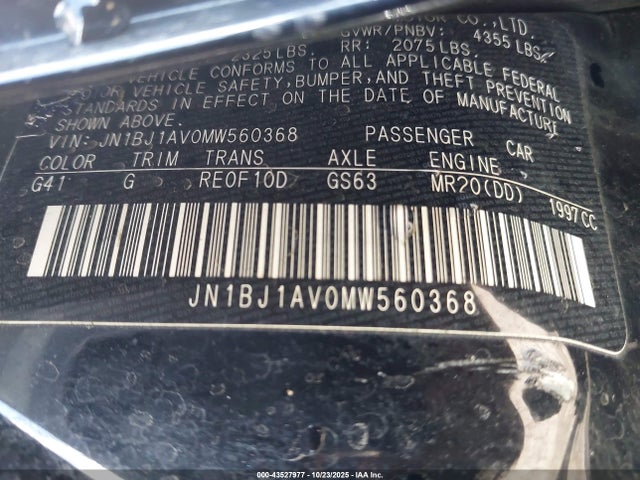 MOTOR CO., LTD.
GVWR/PNBV: 4355 LBS
2325 LBS. RR: 2075 LBS
VEHICLE CONFORMS TO ALL APPLICABLE FEDERAL
OR VEHICLE SAFETY, BUMPER, AND THEFT PREVENTION
STANDARDS IN EFFECT ON THE DATE OF MANUFACTURE
SHOWN ABOVE.
VIN: JN1BJ1AV0MW560368 PASSENGER CAR
COLOR TRIM TRANS AXLE ENGINE
G41 G RE0F10D GS63 MR20(DD) 1997CC
JN1BJ1AV0MW560368
000-43527977 - 10/23/2025 - IAA Inc.